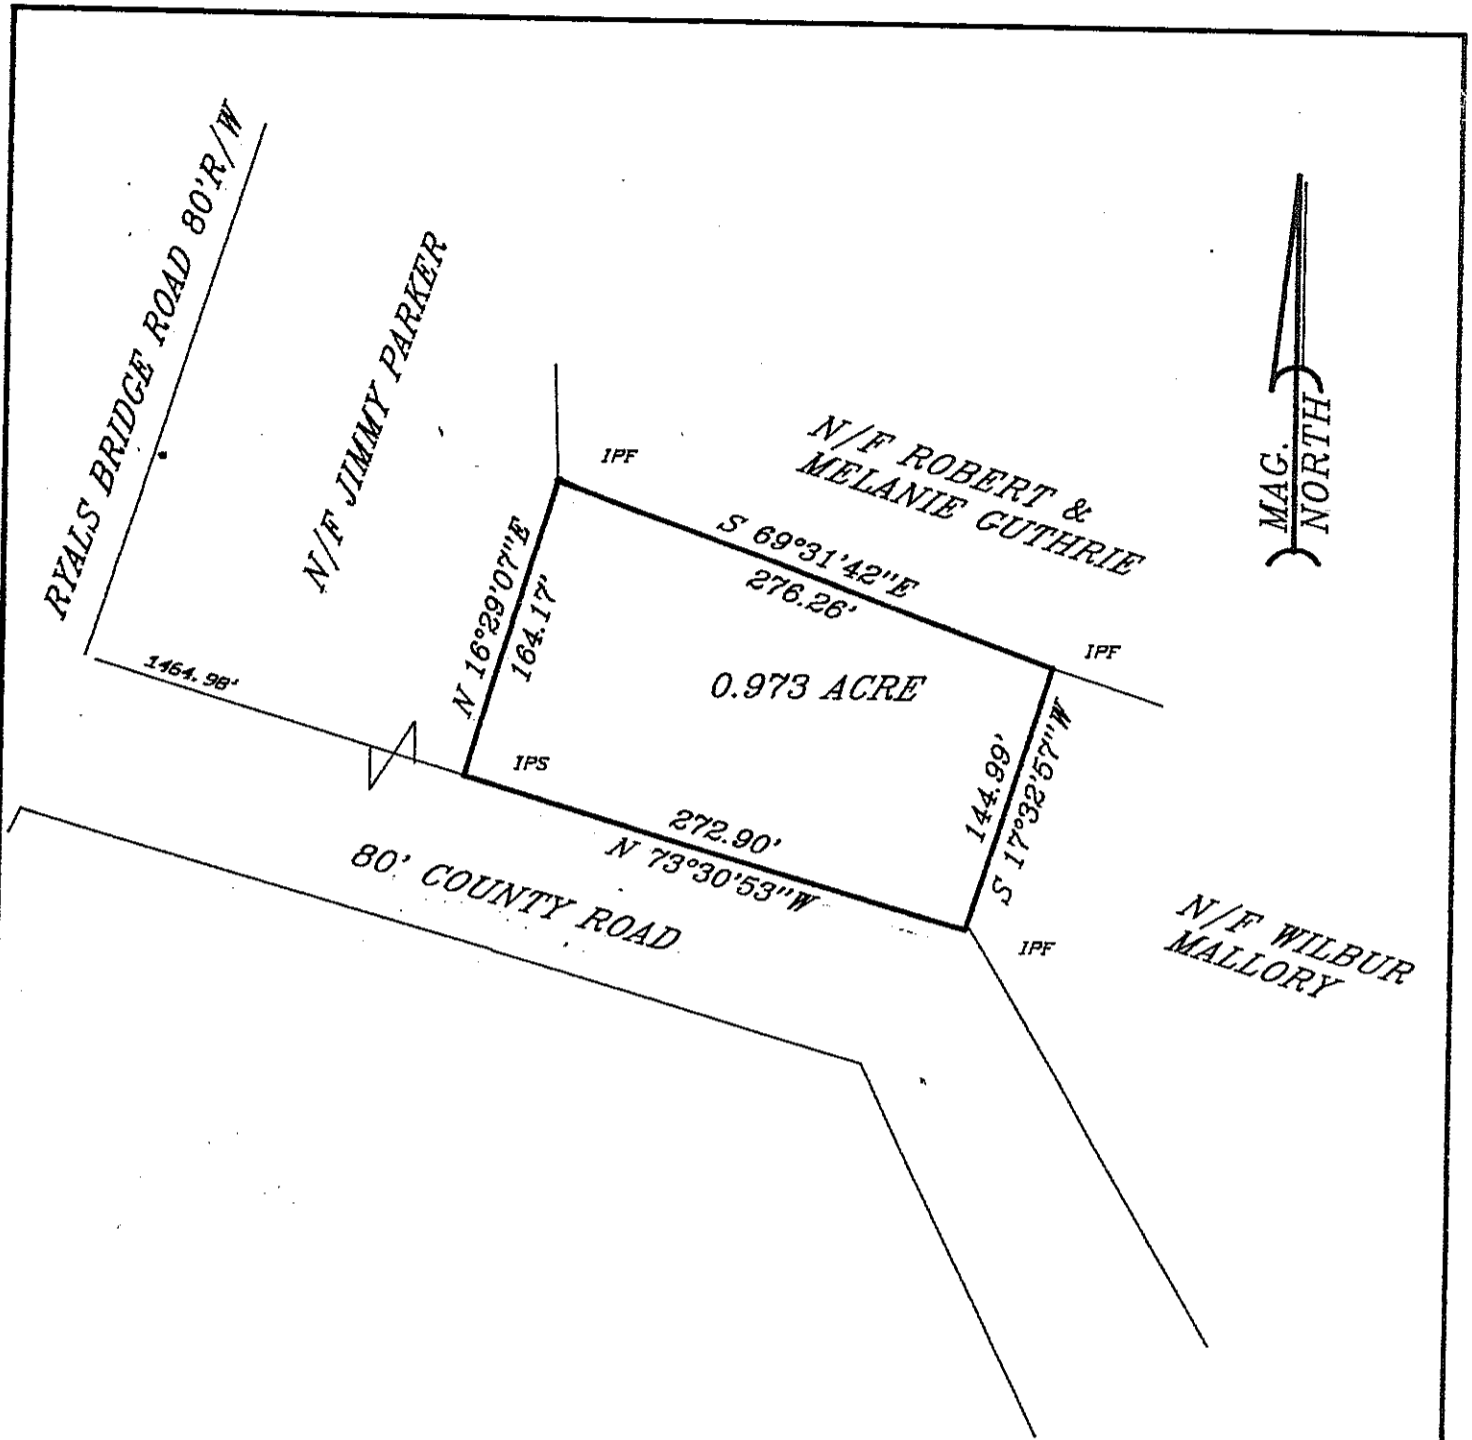 RYALS BRIDGE ROAD 80'R/W
N/F JIMMY PARKER
IPF
N/F ROBERT &
MELANIE GUTHRIE
MAG.
NORTH
S 69°31'42"E
276.26'
N 16°29'07"E
164.17'
IPF
1464.98'
0.973 ACRE
IPS
144.99'
S 17°32'57"W
272.90'
N 73°30'53"W
80' COUNTY ROAD
IPF
N/F WILBUR
MALLORY